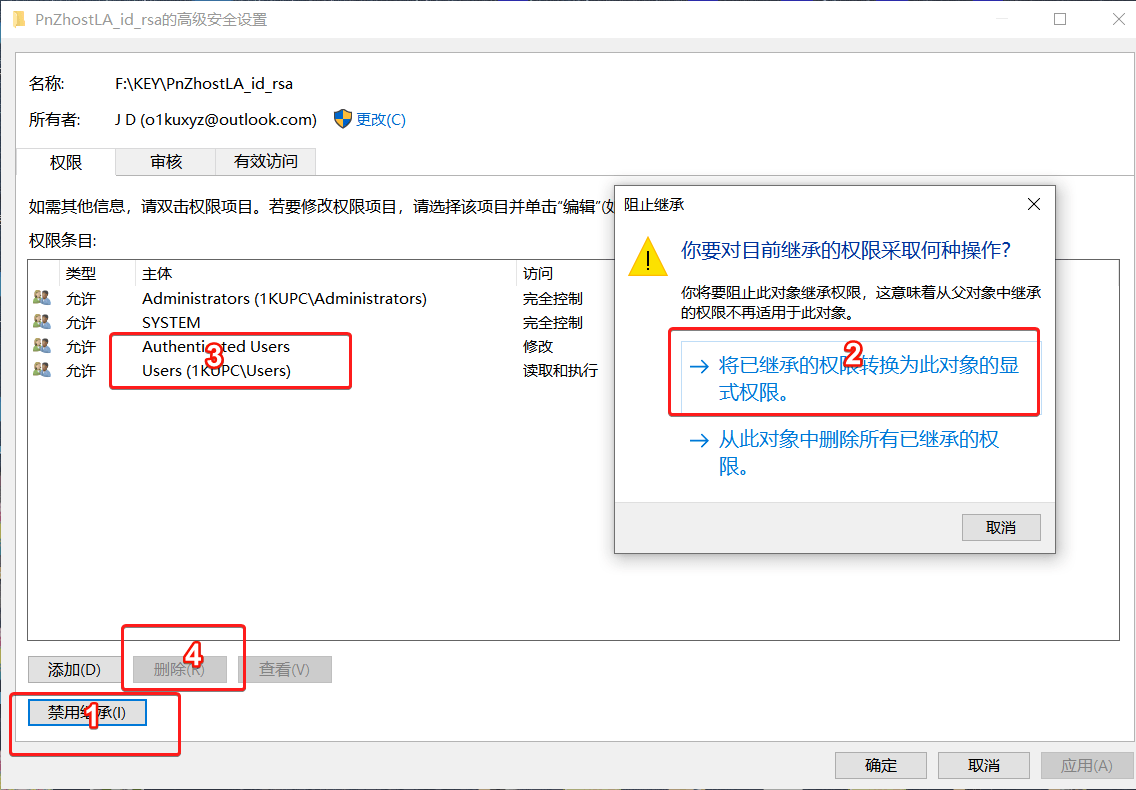 PnZhostLA_id_rsa的高级安全设置
名称:
F:\KEY\PnZhostLA_id_rsa
所有者:
J D (o1kuxyz@outlook.com)
更改(C)
权限
审核
有效访问
如需其他信息，请双击权限项目。若要修改权限项目，请选择该项目并单击“编辑”(如
权限条目:
类型
主体
访问
允许
Administrators (1KUPC\Administrators)
完全控制
允许
SYSTEM
完全控制
允许
Authenticated Users
修改
允许
Users (1KUPC\Users)
读取和执行
3
阻止继承
你要对目前继承的权限采取何种操作?
你将要阻止此对象继承权限，这意味着从父对象中继承
的权限不再适用于此对象。
2
将已继承的权限转换为此对象的显
式权限。
从此对象中删除所有已继承的权
限。
取消
添加(D)
删除(R)
4
查看(V)
禁用继承(I)
1
确定
取消
应用(A)